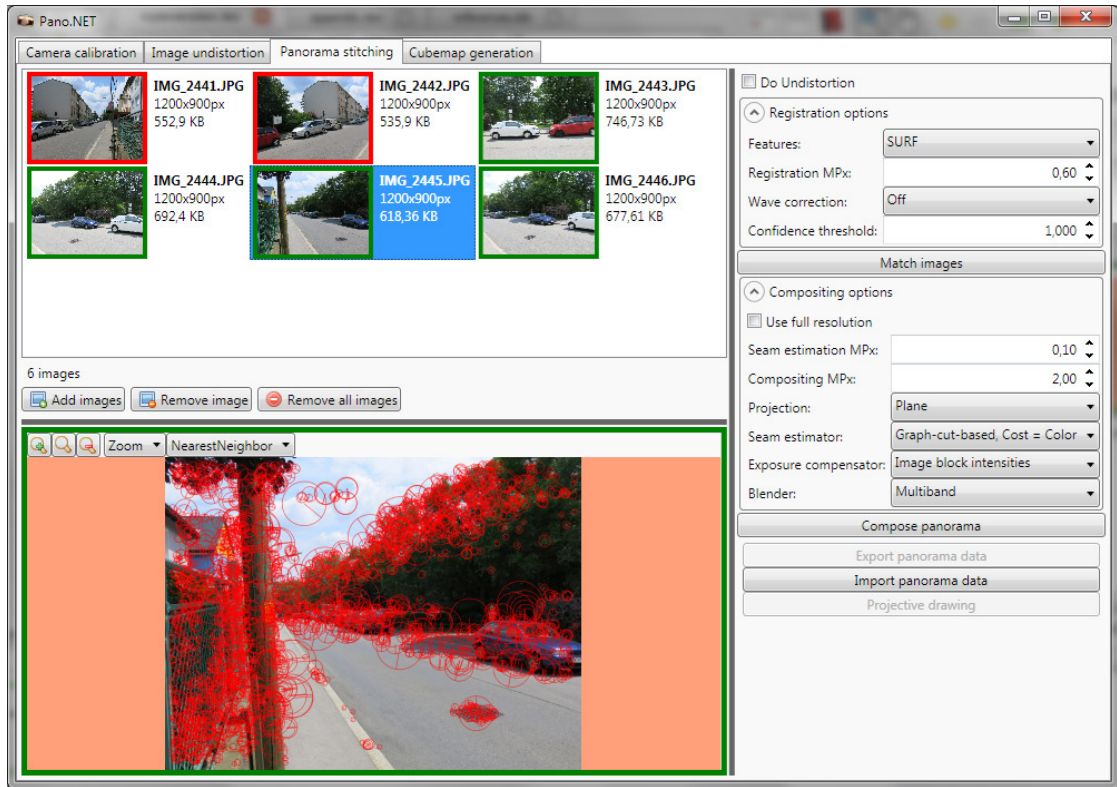 Pano.NET
Camera calibration
Image undistortion
Panorama stitching
Cubemap generation
IMG_2441.JPG
1200x900px
552,9 KB
IMG_2442.JPG
1200x900px
535,9 KB
IMG_2443.JPG
1200x900px
746,73 KB
IMG_2444.JPG
1200x900px
692,4 KB
IMG_2445.JPG
1200x900px
618,36 KB
IMG_2446.JPG
1200x900px
677,61 KB
6 images
Add images
Remove image
Remove all images
Zoom
NearestNeighbor
Do Undistortion
Registration options
Features: SURF
Registration MPx: 0,60
Wave correction: Off
Confidence threshold: 1,000
Match images
Compositing options
Use full resolution
Seam estimation MPx: 0,10
Compositing MPx: 2,00
Projection: Plane
Seam estimator: Graph-cut-based, Cost = Color
Exposure compensator: Image block intensities
Blender: Multiband
Compose panorama
Export panorama data
Import panorama data
Projective drawing